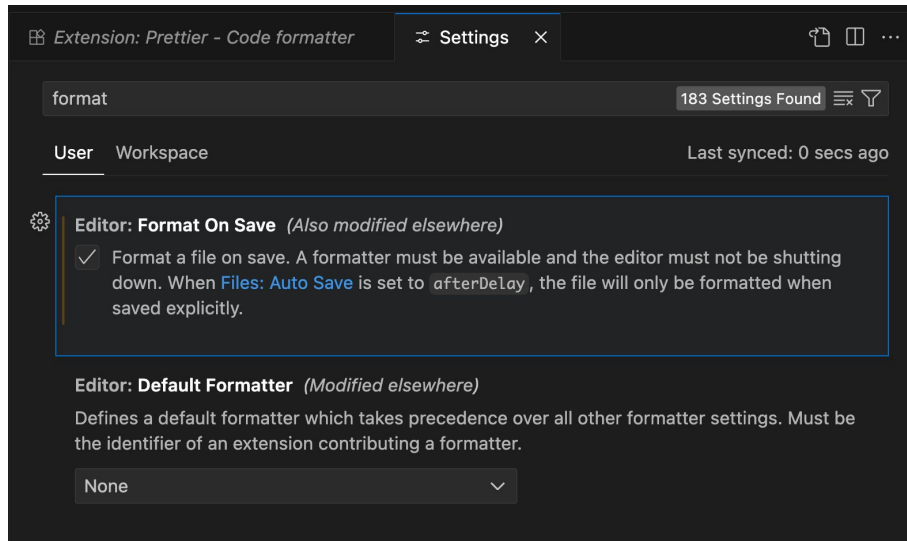 Extension: Prettier - Code formatter
Settings
format
183 Settings Found
User
Workspace
Last synced: 0 secs ago
Editor: Format On Save (Also modified elsewhere)
Format a file on save. A formatter must be available and the editor must not be shutting
down. When Files: Auto Save is set to afterDelay, the file will only be formatted when
saved explicitly.
Editor: Default Formatter (Modified elsewhere)
Defines a default formatter which takes precedence over all other formatter settings. Must be
the identifier of an extension contributing a formatter.
None